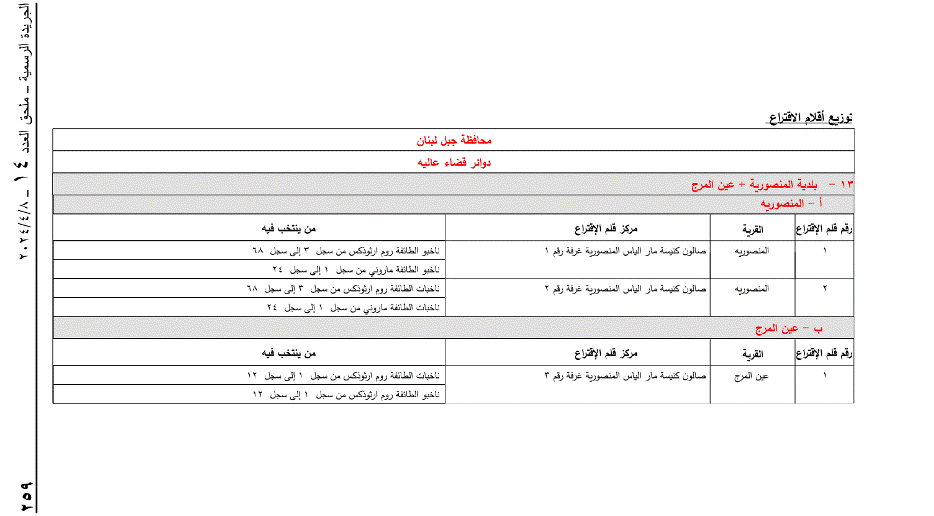 الجريدة الرسمية – ملحق العدد ١٤ – ٢٠٢٤/٤/٨
توزيع أقلام الاقتراع
محافظة جبل لبنان
دوائر قضاء عاليه
١٣ - بلدية المنصورية + عين المرج
أ - المنصوريه
رقم قلم الإقتراع القرية مركز قلم الإقتراع من ينتخب فيه
١ المنصوريه صالون كنيسة مار الياس المنصورية غرفة رقم ١ ناخبو الطائفة روم ارثوذكس من سجل ٣ إلى سجل ٦٨
ناخبو الطائفة ماروني من سجل ١ إلى سجل ٢٤
٢ المنصوريه صالون كنيسة مار الياس المنصورية غرفة رقم ٢ ناخبات الطائفة روم ارثوذكس من سجل ٣ إلى سجل ٦٨
ناخبات الطائفة ماروني من سجل ١ إلى سجل ٢٤
ب - عين المرج
رقم قلم الإقتراع القرية مركز قلم الإقتراع من ينتخب فيه
١ عين المرج صالون كنيسة مار الياس المنصورية غرفة رقم ٣ ناخبات الطائفة روم ارثوذكس من سجل ١ إلى سجل ١٢
ناخبو الطائفة روم ارثوذكس من سجل ١ إلى سجل ١٢
٢٥٩